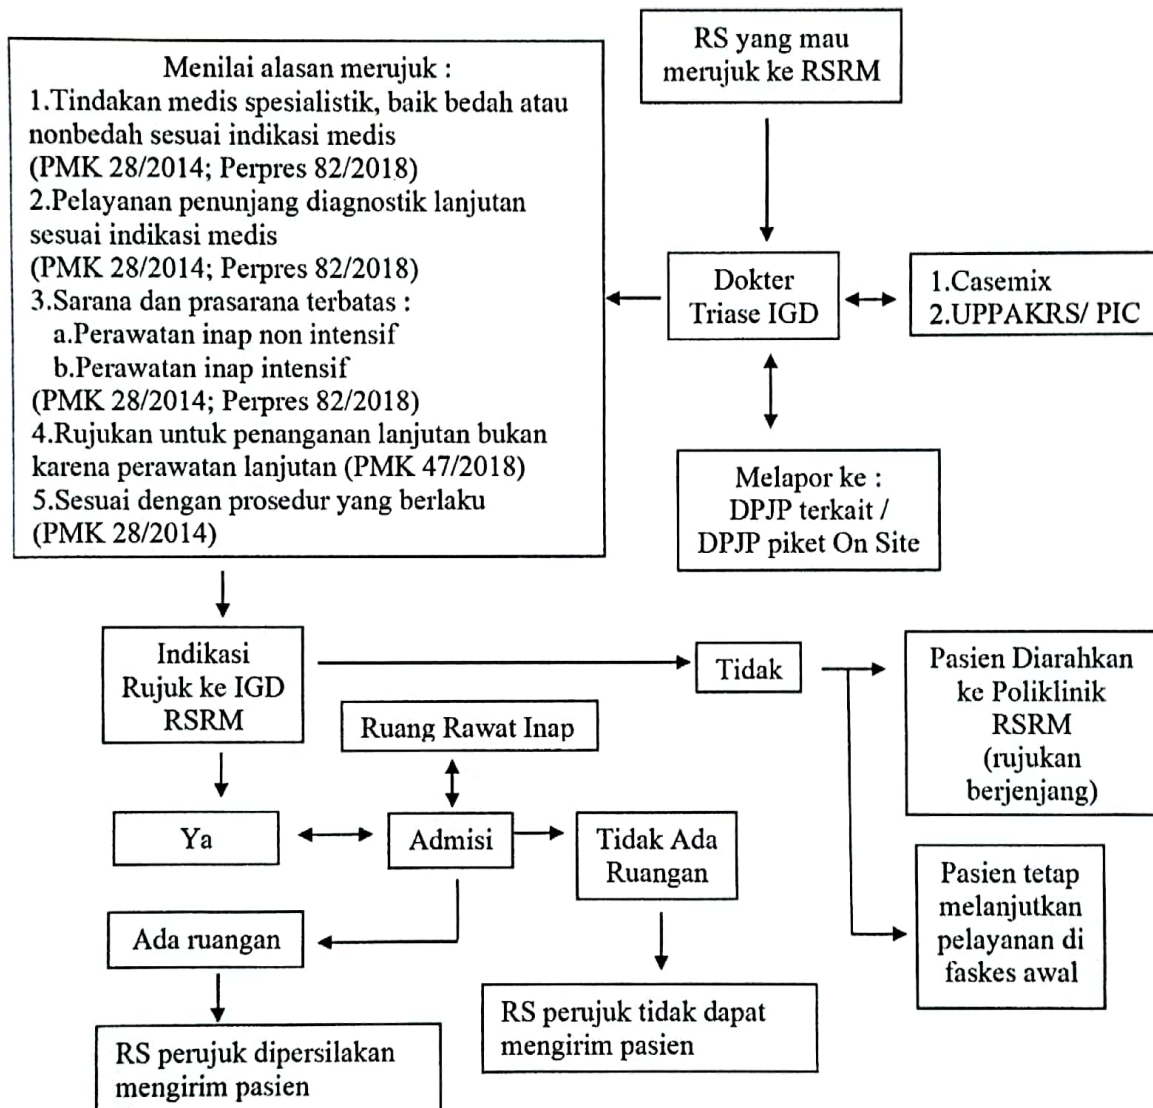 RS yang mau
merujuk ke RSRM
Menilai alasan merujuk :
1.Tindakan medis spesialistik, baik bedah atau
nonbedah sesuai indikasi medis
(PMK 28/2014; Perpres 82/2018)
2.Pelayanan penunjang diagnostik lanjutan
sesuai indikasi medis
(PMK 28/2014; Perpres 82/2018)
3.Sarana dan prasarana terbatas :
a.Perawatan inap non intensif
b.Perawatan inap intensif
(PMK 28/2014; Perpres 82/2018)
4.Rujukan untuk penanganan lanjutan bukan
karena perawatan lanjutan (PMK 47/2018)
5.Sesuai dengan prosedur yang berlaku
(PMK 28/2014)
Dokter
Triase IGD
1.Casemix
2.UPPAKRS/ PIC
Melapor ke :
DPJP terkait /
DPJP piket On Site
Indikasi
Rujuk ke IGD
RSRM
Tidak
Pasien Diarahkan
ke Poliklinik
RSRM
(rujukan
berjenjang)
Ruang Rawat Inap
Ya
Admisi
Tidak Ada
Ruangan
Pasien tetap
melanjutkan
pelayanan di
faskes awal
Ada ruangan
RS perujuk tidak dapat
mengirim pasien
RS perujuk dipersilakan
mengirim pasien